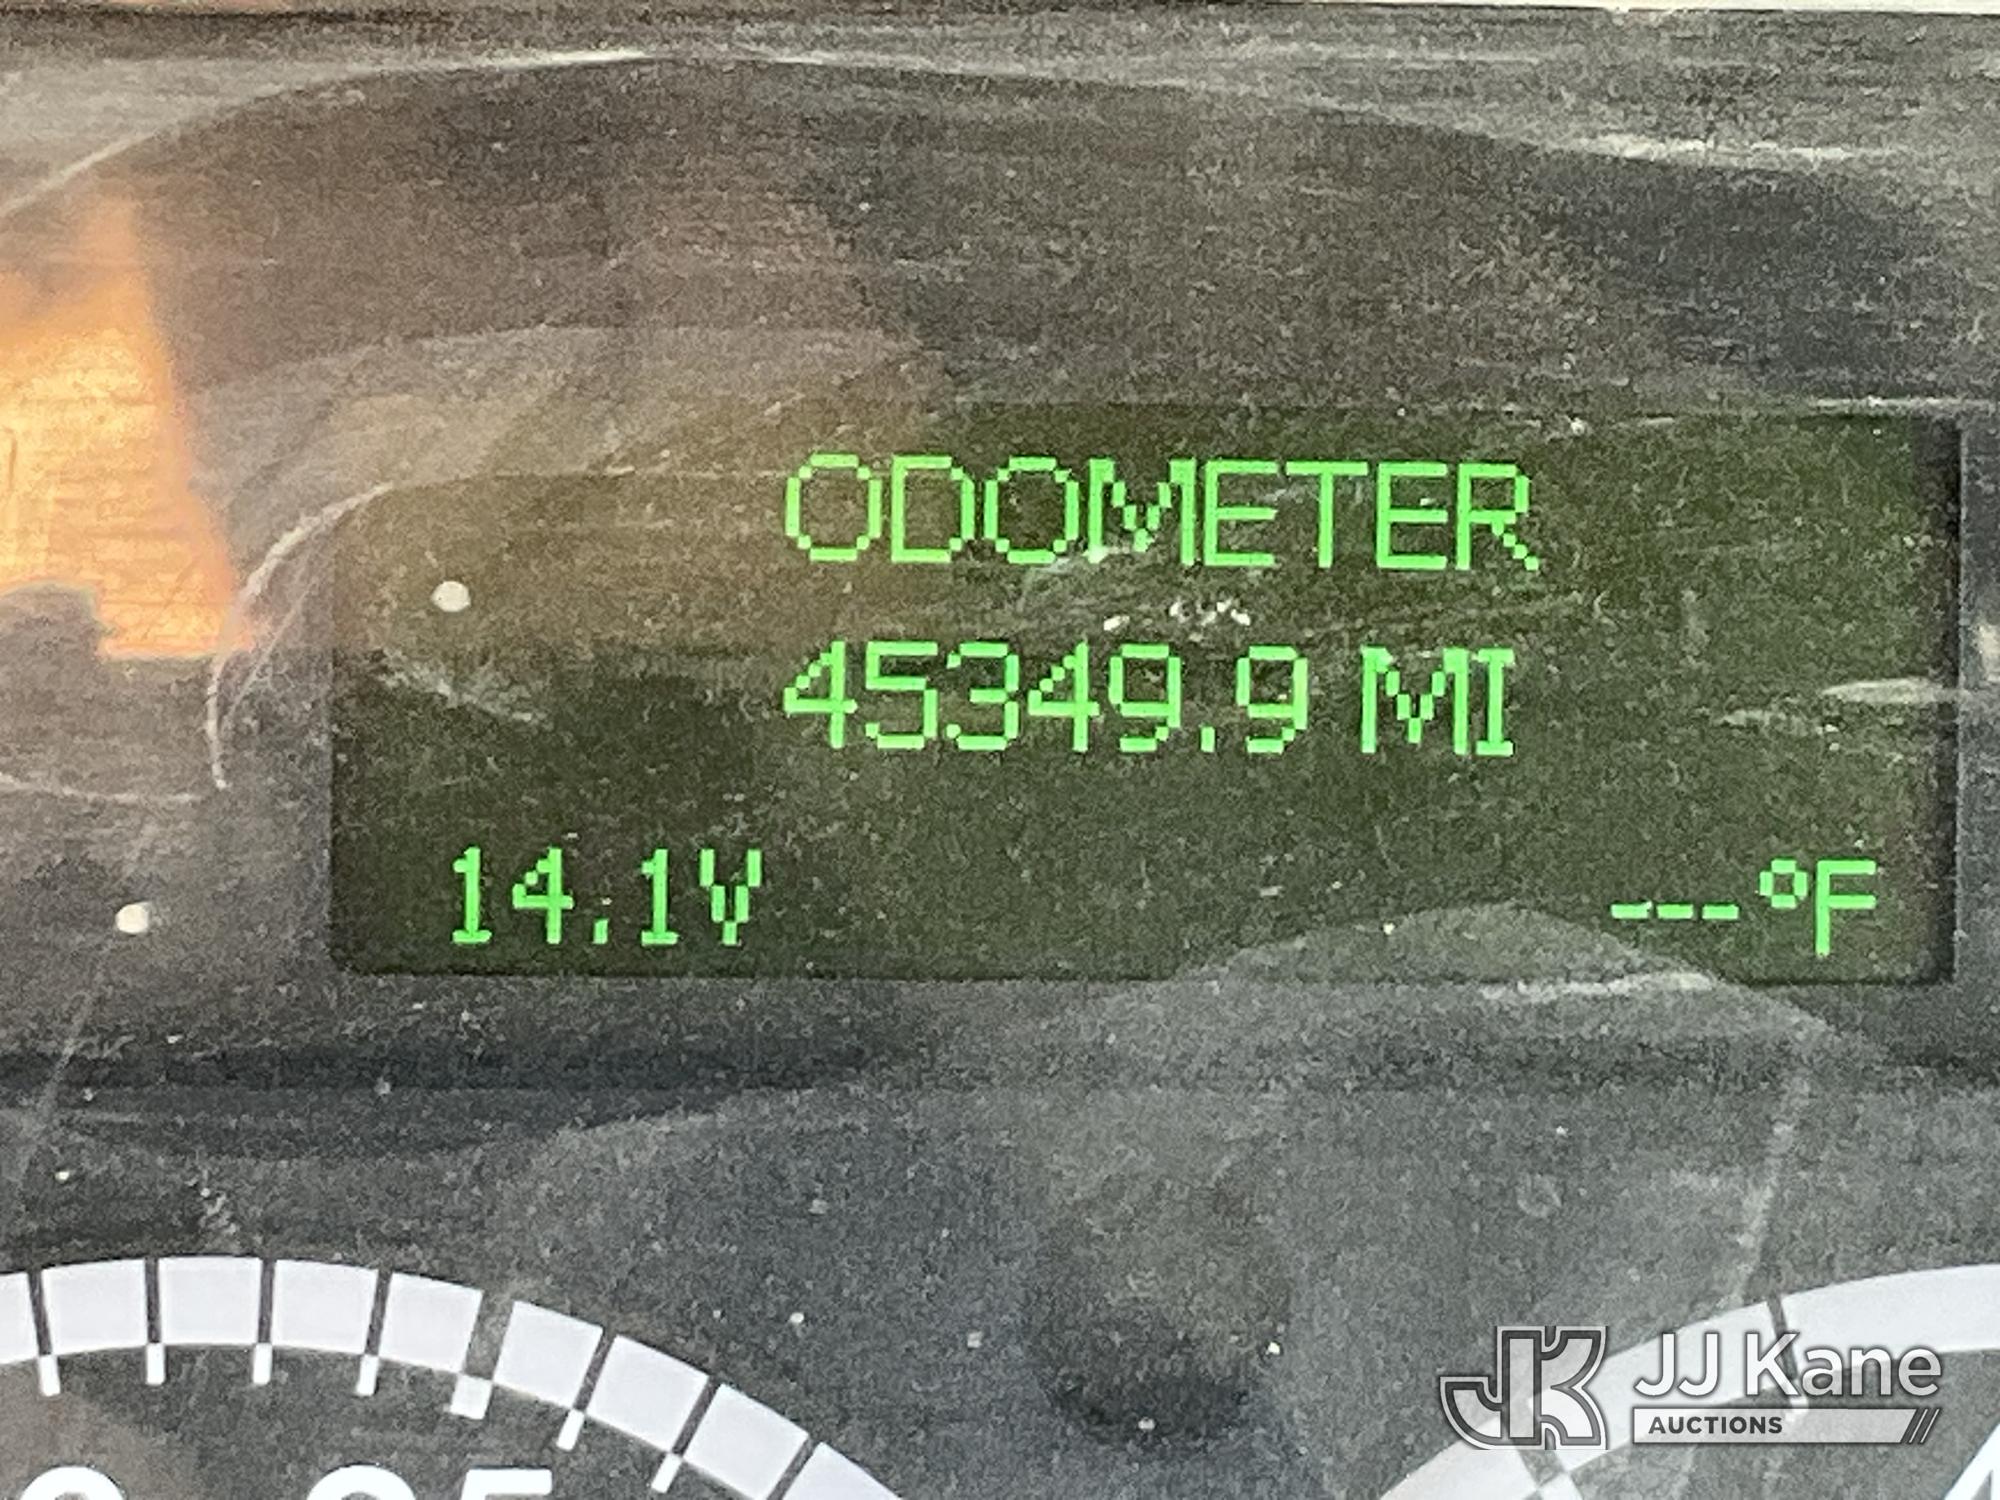 ODOMETER
45349.9 MI
14.1V ---°F
JJ Kane
AUCTIONS